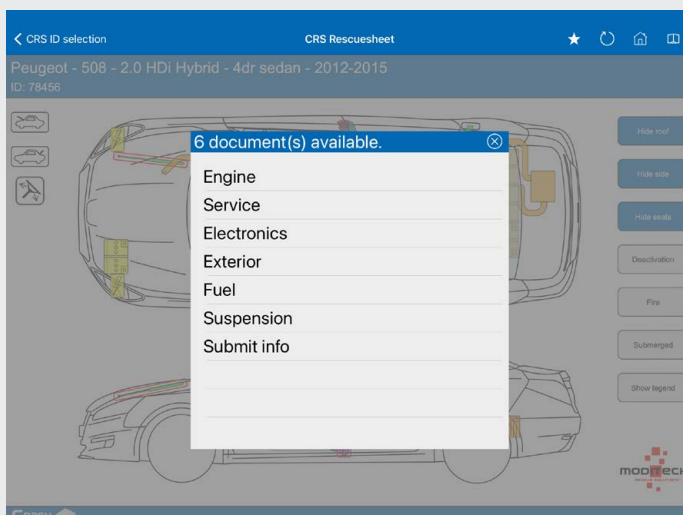 CRS ID selection
CRS Rescuesheet
Peugeot - 508 - 2.0 HDi Hybrid - 4dr sedan - 2012-2015
ID: 78456
6 document(s) available.
Engine
Service
Electronics
Exterior
Fuel
Suspension
Submit info
Hide roof
Hide side
Hide seats
Deactivation
Fire
Submerged
Show legend
MODITECH